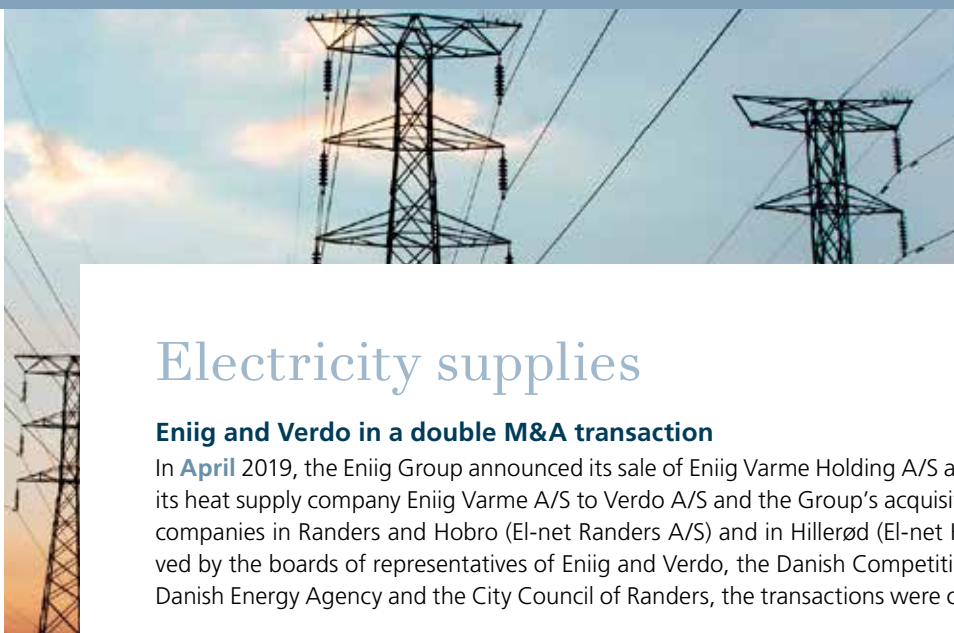 Electricity supplies
Eniig and Verdo in a double M&A transaction
In April 2019, the Eniig Group announced its sale of Eniig Varme Holding A/S a
its heat supply company Eniig Varme A/S to Verdo A/S and the Group's acquisi
companies in Randers and Hobro (El-net Randers A/S) and in Hillerød (El-net
ved by the boards of representatives of Eniig and Verdo, the Danish Competiti
Danish Energy Agency and the City Council of Randers, the transactions were